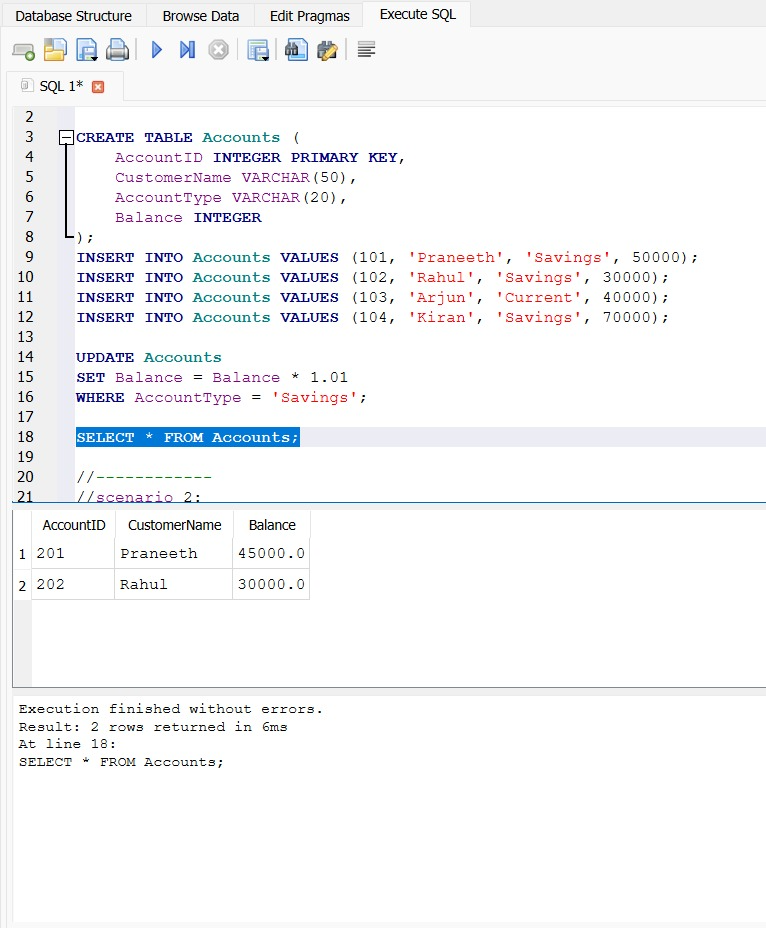 Database Structure Browse Data Edit Pragmas Execute SQL
SQL 1*
2
3 CREATE TABLE Accounts (
4 AccountID INTEGER PRIMARY KEY,
5 CustomerName VARCHAR(50),
6 AccountType VARCHAR(20),
7 Balance INTEGER
8 );
9 INSERT INTO Accounts VALUES (101, 'Praneeth', 'Savings', 50000);
10 INSERT INTO Accounts VALUES (102, 'Rahul', 'Savings', 30000);
11 INSERT INTO Accounts VALUES (103, 'Arjun', 'Current', 40000);
12 INSERT INTO Accounts VALUES (104, 'Kiran', 'Savings', 70000);
13
14 UPDATE Accounts
15 SET Balance = Balance * 1.01
16 WHERE AccountType = 'Savings';
17
18 SELECT * FROM Accounts;
19
20 //------------
21 //scenario 2:
AccountID CustomerName Balance
1 201 Praneeth 45000.0
2 202 Rahul 30000.0
Execution finished without errors.
Result: 2 rows returned in 6ms
At line 18:
SELECT * FROM Accounts;